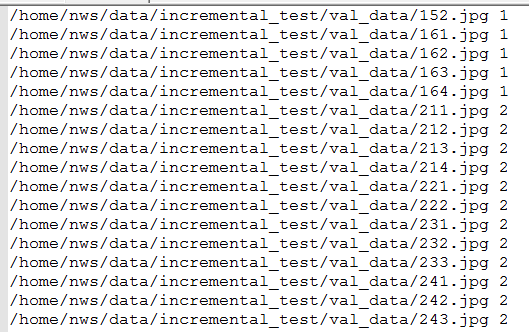 /home/nws/data/incremental_test/val_data/152.jpg 1
/home/nws/data/incremental_test/val_data/161.jpg 1
/home/nws/data/incremental_test/val_data/162.jpg 1
/home/nws/data/incremental_test/val_data/163.jpg 1
/home/nws/data/incremental_test/val_data/164.jpg 1
/home/nws/data/incremental_test/val_data/211.jpg 2
/home/nws/data/incremental_test/val_data/212.jpg 2
/home/nws/data/incremental_test/val_data/213.jpg 2
/home/nws/data/incremental_test/val_data/214.jpg 2
/home/nws/data/incremental_test/val_data/221.jpg 2
/home/nws/data/incremental_test/val_data/222.jpg 2
/home/nws/data/incremental_test/val_data/231.jpg 2
/home/nws/data/incremental_test/val_data/232.jpg 2
/home/nws/data/incremental_test/val_data/233.jpg 2
/home/nws/data/incremental_test/val_data/241.jpg 2
/home/nws/data/incremental_test/val_data/242.jpg 2
/home/nws/data/incremental_test/val_data/243.jpg 2